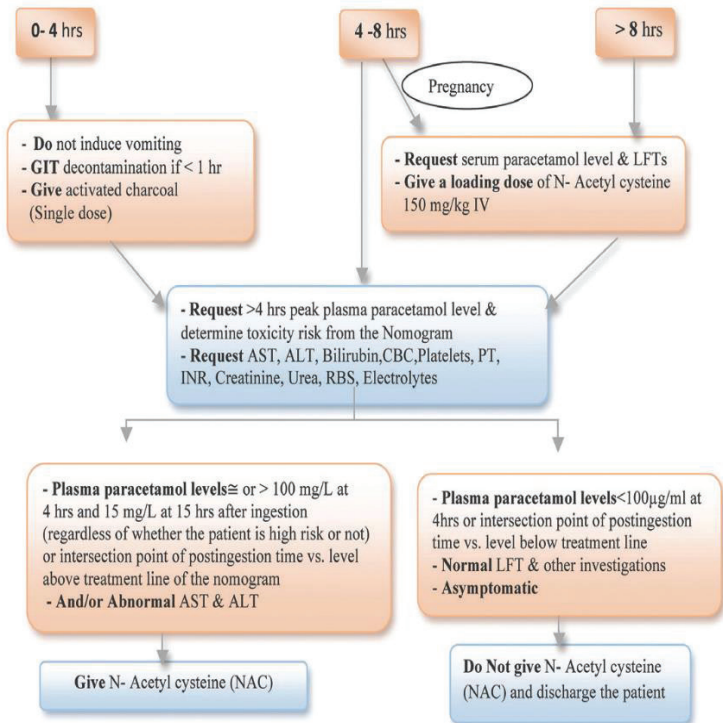 0- 4 hrs
4 -8 hrs
> 8 hrs
Pregnancy
- Do not induce vomiting
- GIT decontamination if < 1 hr
- Give activated charcoal
(Single dose)
- Request serum paracetamol level & LFTs
- Give a loading dose of N- Acetyl cysteine
150 mg/kg IV
- Request >4 hrs peak plasma paracetamol level &
determine toxicity risk from the Nomogram
- Request AST, ALT, Bilirubin,CBC,Platelets, PT,
INR, Creatinine, Urea, RBS, Electrolytes
- Plasma paracetamol levels≅ or > 100 mg/L at
4 hrs and 15 mg/L at 15 hrs after ingestion
(regardless of whether the patient is high risk or not)
or intersection point of postingestion time vs. level
above treatment line of the nomogram
- And/or Abnormal AST & ALT
- Plasma paracetamol levels<100µg/ml at
4hrs or intersection point of postingestion
time vs. level below treatment line
- Normal LFT & other investigations
- Asymptomatic
Give N- Acetyl cysteine (NAC)
Do Not give N- Acetyl cysteine
(NAC) and discharge the patient